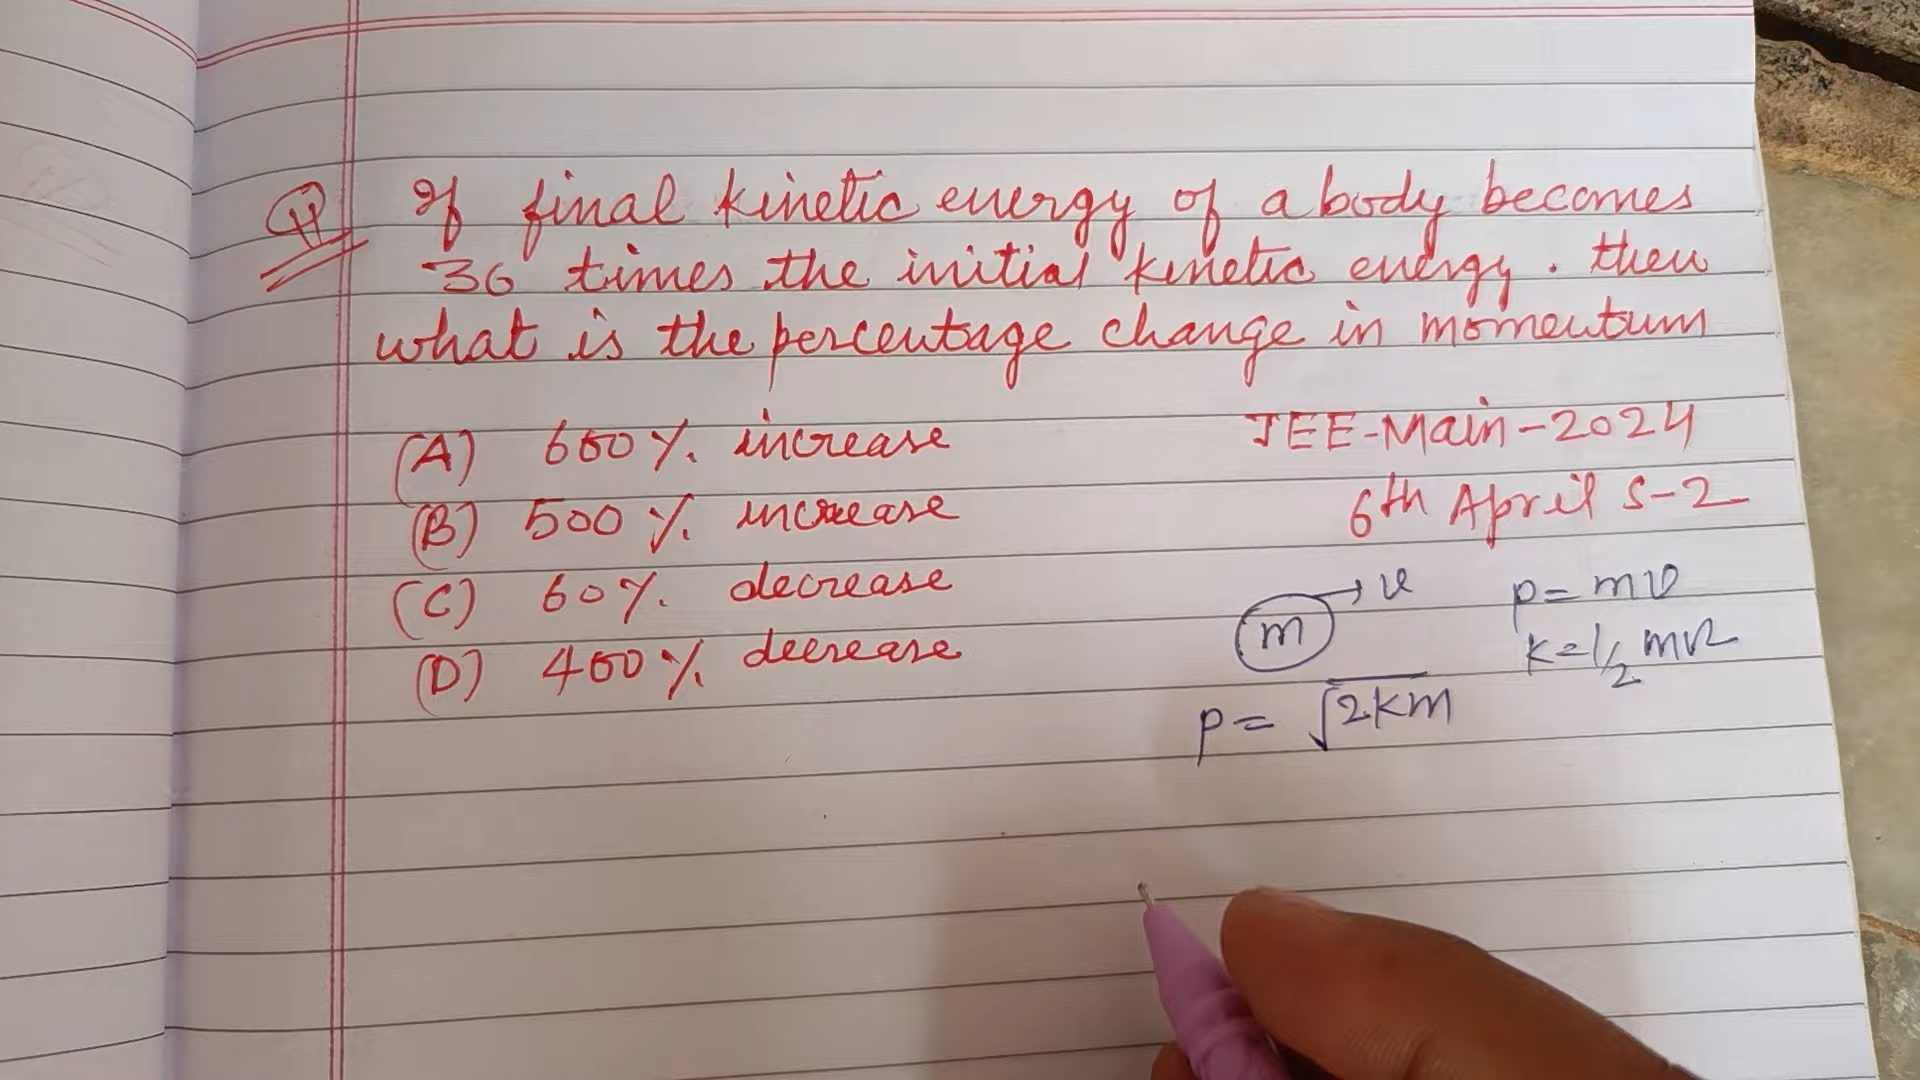 Q If final kinetic energy of a body becomes
36 times the initial kinetic energy. then
what is the percentage change in momentum
(A) 600 %. increase
(B) 500 %. increase
(C) 60 %. decrease
(D) 400 %. decrease
JEE-Main-2024
6th April S-2
m → v
p = mv
k = 1/2 mv2
p = √2km